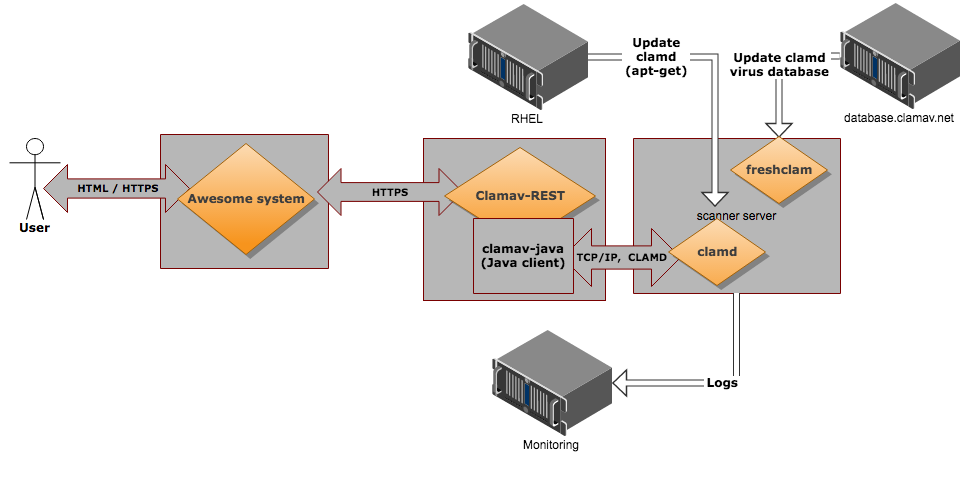 Update
clamd
(apt-get)
Update clamd
virus database
RHEL
database.clamav.net
freshclam
HTML / HTTPS
Awesome system
HTTPS
Clamav-REST
scanner server
User
clamav-java
(Java client)
TCP/IP, CLAMD
clamd
Logs
Monitoring